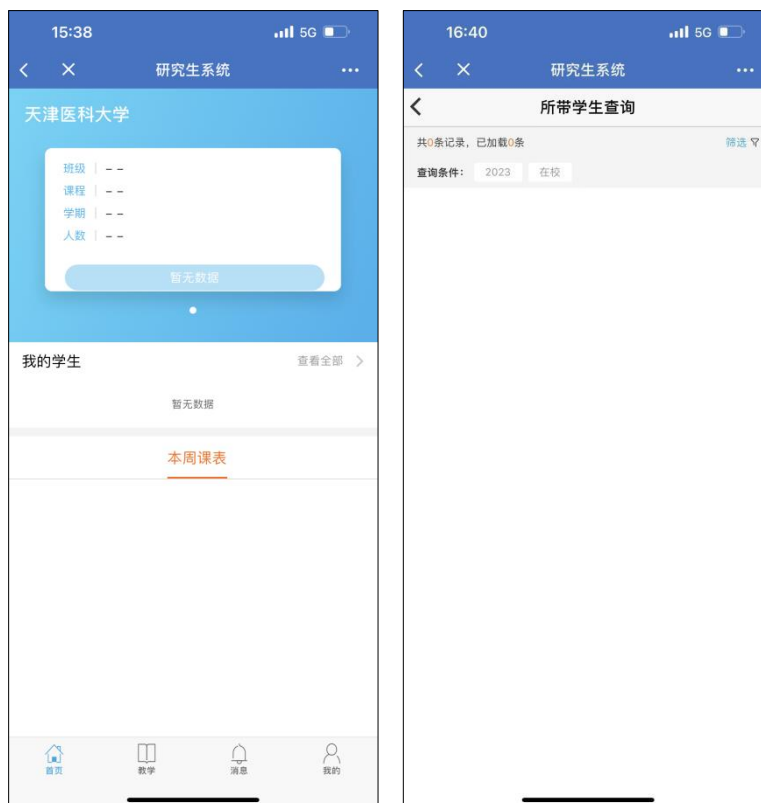 15:38
5G
研究生系统
天津医科大学
班级 | - -
课程 | - -
学期 | - -
人数 | - -
暂无数据
我的学生
查看全部
暂无数据
本周课表
首页
教学
消息
我的
16:40
5G
研究生系统
所带学生查询
共0条记录，已加载0条
筛选
查询条件： 2023 在校